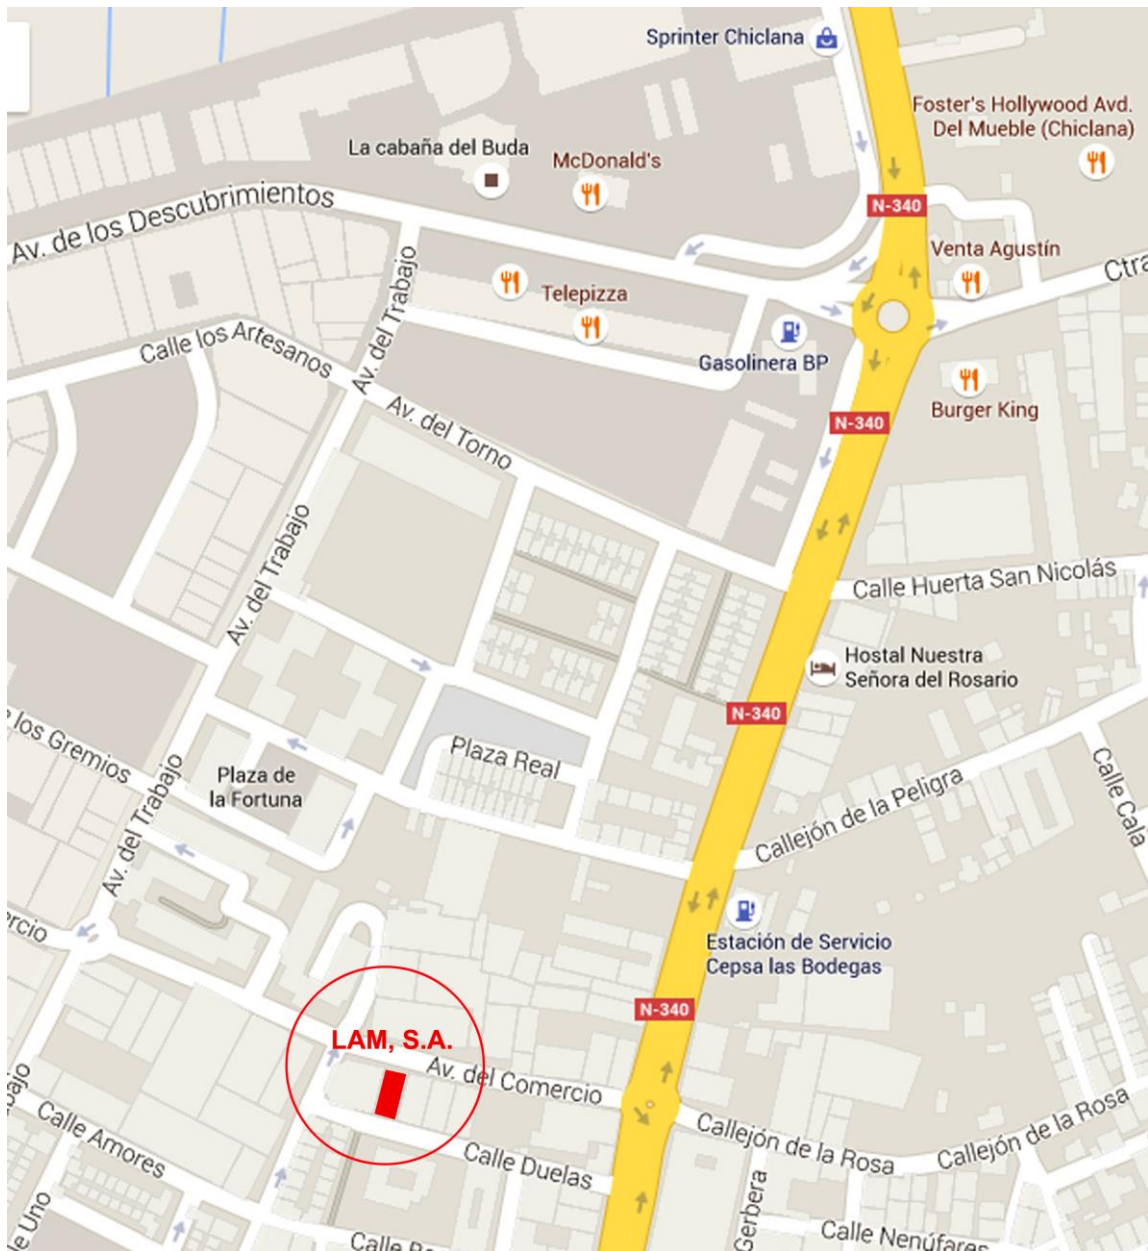 Sprinter Chiclana
Foster's Hollywood Avd.
Del Mueble (Chiclana)
La cabaña del Buda
McDonald's
Av. de los Descubrimientos
N-340
Venta Agustín
Ctra
Av. del Trabajo
Telepizza
Calle los Artesanos
Gasolinera BP
Burger King
Av. del Torno
N-340
Av. del Trabajo
Calle Huerta San Nicolás
Hostal Nuestra
Señora del Rosario
N-340
los Gremios
Plaza Real
Plaza de
la Fortuna
Callejón de la Peligra
Calle Cala
Av. del Trabajo
ercio
Estación de Servicio
Cepsa las Bodegas
N-340
LAM, S.A.
Av. del Comercio
bajo
Calle Amores
Callejón de la Rosa
Callejón de la Rosa
Calle Duelas
e Uno
Gerbera
Calle Nenúfares
Calle